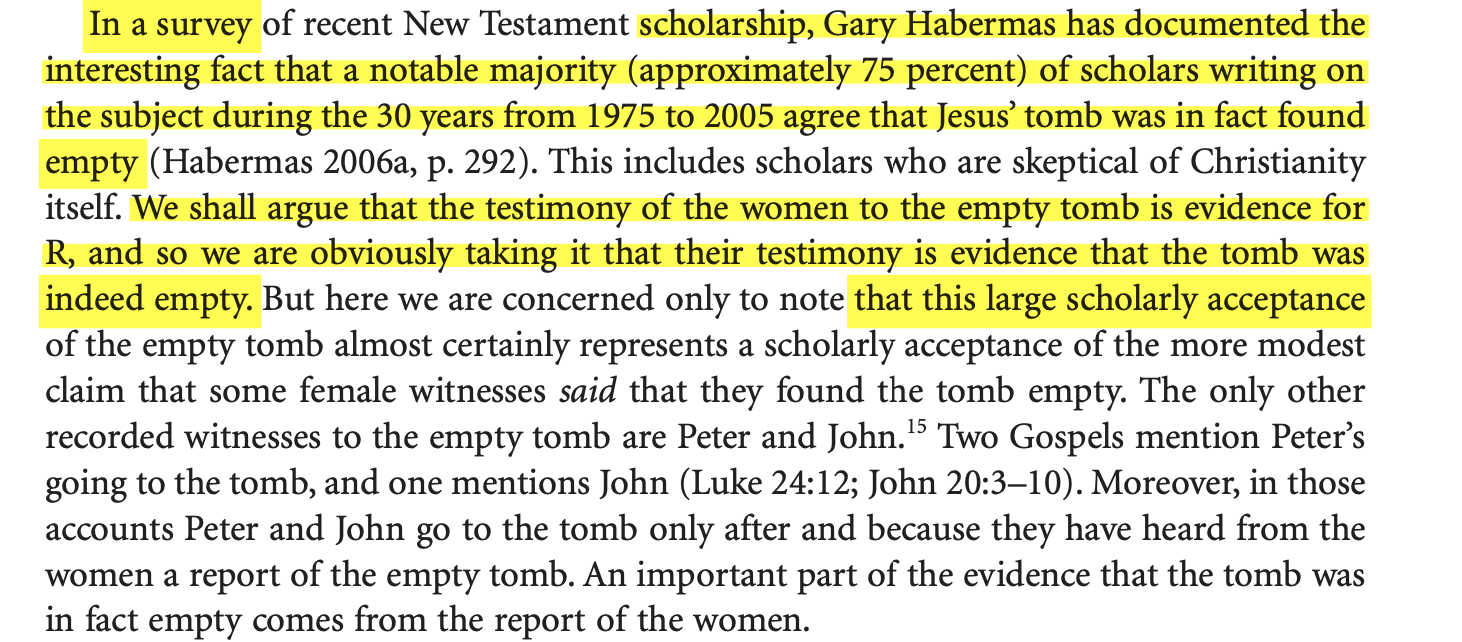 In a survey of recent New Testament scholarship, Gary Habermas has documented the
interesting fact that a notable majority (approximately 75 percent) of scholars writing on
the subject during the 30 years from 1975 to 2005 agree that Jesus’ tomb was in fact found
empty (Habermas 2006a, p. 292). This includes scholars who are skeptical of Christianity
itself. We shall argue that the testimony of the women to the empty tomb is evidence for
R, and so we are obviously taking it that their testimony is evidence that the tomb was
indeed empty. But here we are concerned only to note that this large scholarly acceptance
of the empty tomb almost certainly represents a scholarly acceptance of the more modest
claim that some female witnesses said that they found the tomb empty. The only other
recorded witnesses to the empty tomb are Peter and John.15 Two Gospels mention Peter’s
going to the tomb, and one mentions John (Luke 24:12; John 20:3–10). Moreover, in those
accounts Peter and John go to the tomb only after and because they have heard from the
women a report of the empty tomb. An important part of the evidence that the tomb was
in fact empty comes from the report of the women.